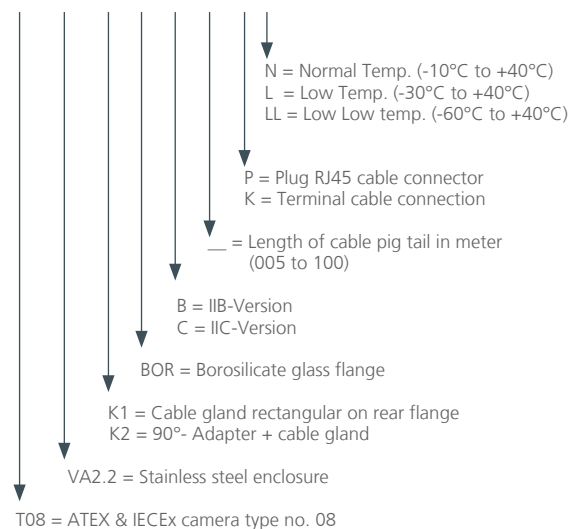 N = Normal Temp. (-10°C to +40°C)
L = Low Temp. (-30°C to +40°C)
LL = Low Low temp. (-60°C to +40°C)
P = Plug RJ45 cable connector
K = Terminal cable connection
__ = Length of cable pig tail in meter
(005 to 100)
B = IIB-Version
C = IIC-Version
BOR = Borosilicate glass flange
K1 = Cable gland rectangular on rear flange
K2 = 90°- Adapter + cable gland
VA2.2 = Stainless steel enclosure
T08 = ATEX & IECEx camera type no. 08